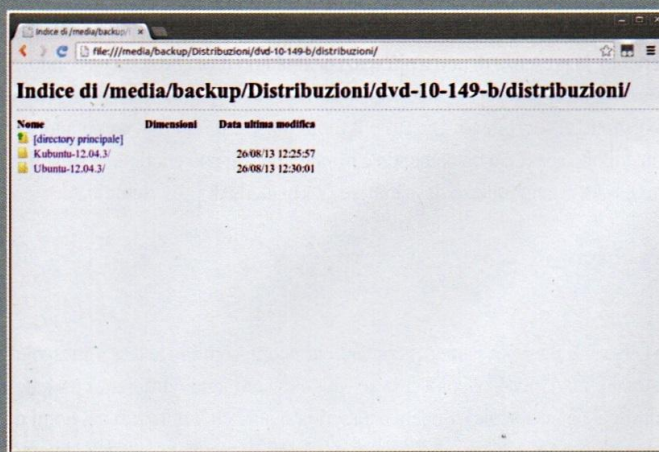 Indice di /media/backup/
file:///media/backup/Distribuzioni/dvd-10-149-b/distribuzioni/
Indice di /media/backup/Distribuzioni/dvd-10-149-b/distribuzioni/
Nome Dimensioni Data ultima modifica
[directory principale]
Kubuntu-12.04.3/ 26/08/13 12:25:57
Ubuntu-12.04.3/ 26/08/13 12:30:01